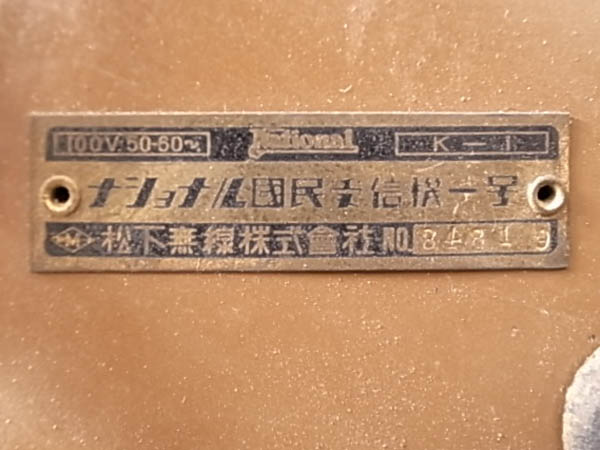 100V.50-60~ National K-1
ナショナル國民受信機一号
M 松下無線株式會社 NO. 84819